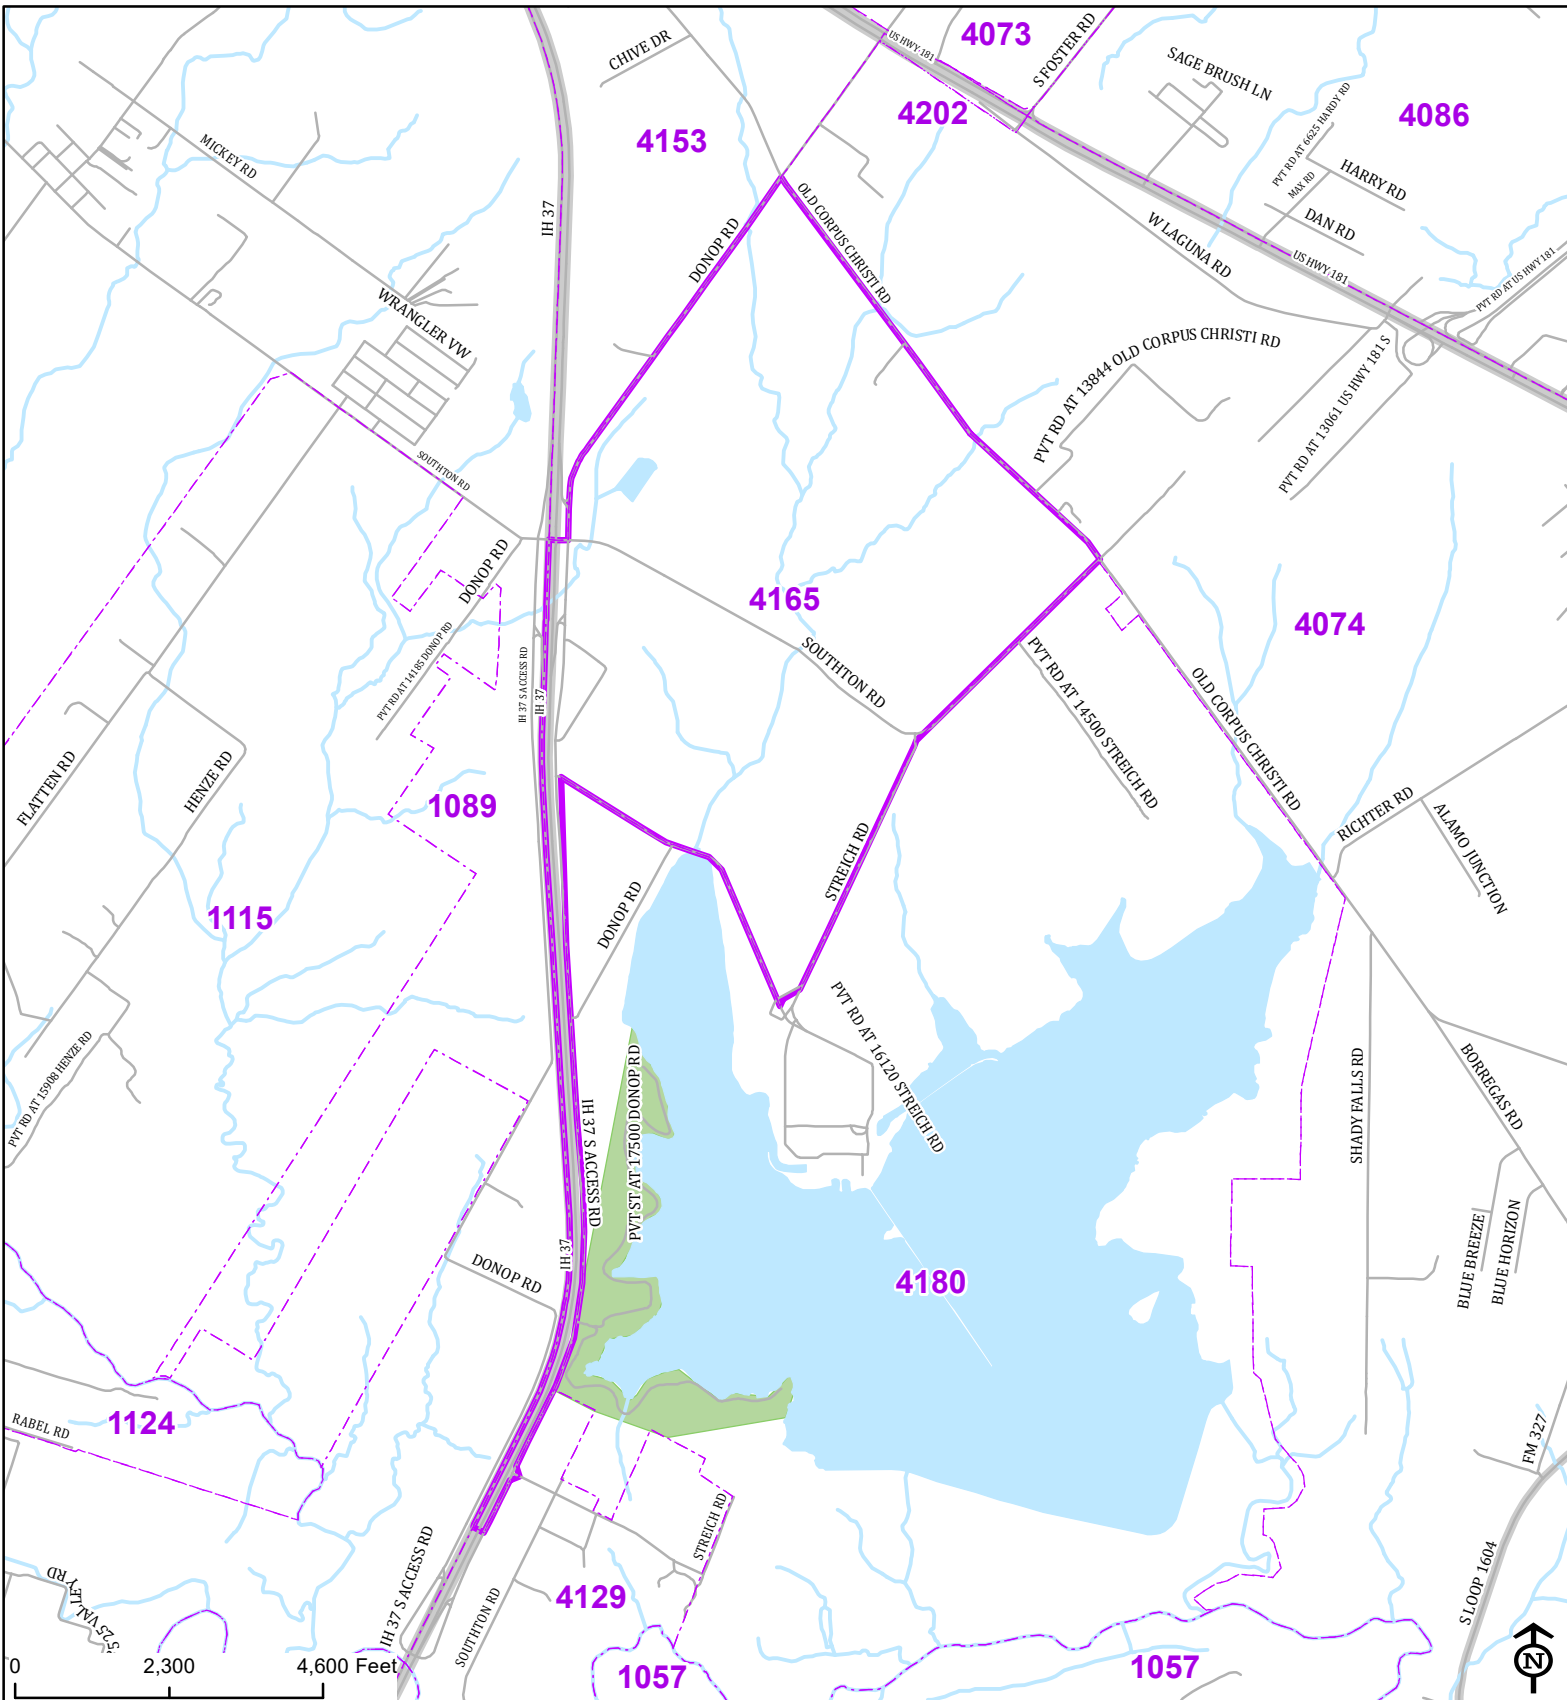 4073
US HWY 181
S FOSTER RD
CHIVE DR
SAGE BRUSH LN
4202
4153
4086
PVT RD AT 6625 HARDY RD
MICKEY RD
HARRY RD
MAX RD
DAN RD
OLD CORPUS CHRISTI RD
IH 37
DONOP RD
W LAGUNA RD
US HWY 181
PVT RD AT US HWY 181
WRANGLER VW
PVT RD AT 13844 OLD CORPUS CHRISTI RD
PVT RD AT 13061 US HWY 181 S
SOUTHTON RD
DONOP RD
4165
4074
PVT RD AT 14185 DONOP RD
IH 37 S ACCESS RD
IH 37
SOUTHTON RD
PVT RD AT 14500 STREICH RD
OLD CORPUS CHRISTI RD
FLATTEN RD
HENZE RD
1089
RICHTER RD
ALAMO JUNCTION
STREICH RD
1115
DONOP RD
PVT RD AT 16120 STREICH RD
PVT RD AT 15908 HENZE RD
PVT ST AT 17500 DONOP RD
IH 37 S ACCESS RD
SHADY FALLS RD
BORREGAS RD
IH 37
DONOP RD
4180
BLUE BREEZE
BLUE HORIZON
1124
RABEL RD
FM 327
STREICH RD
IH 37 S ACCESS RD
4129
SOUTHTON RD
S LOOP 1604
525 VALLEY RD
1057
1057
0
2,300
4,600 Feet
N